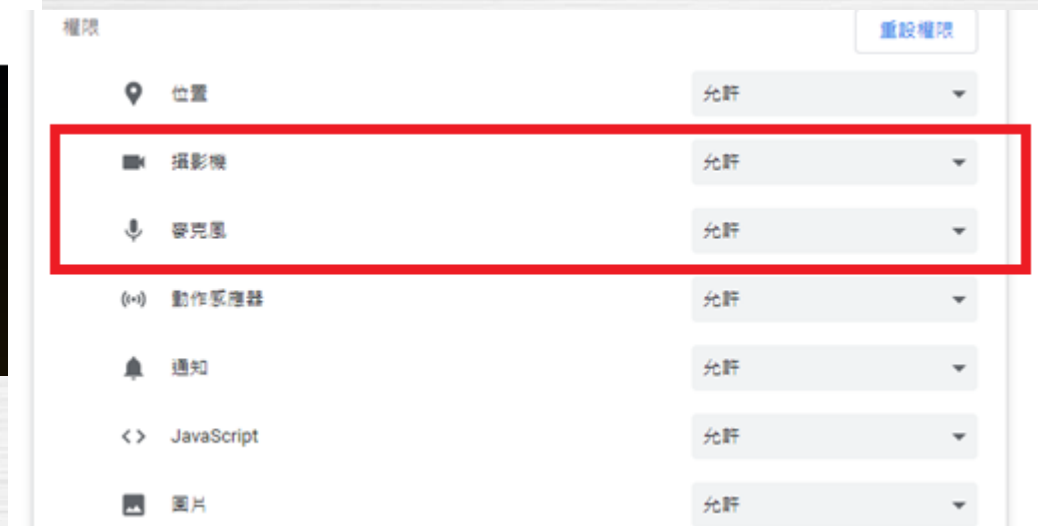 權限
重設權限
位置 允許
攝影機 允許
麥克風 允許
動作感應器 允許
通知 允許
JavaScript 允許
圖片 允許